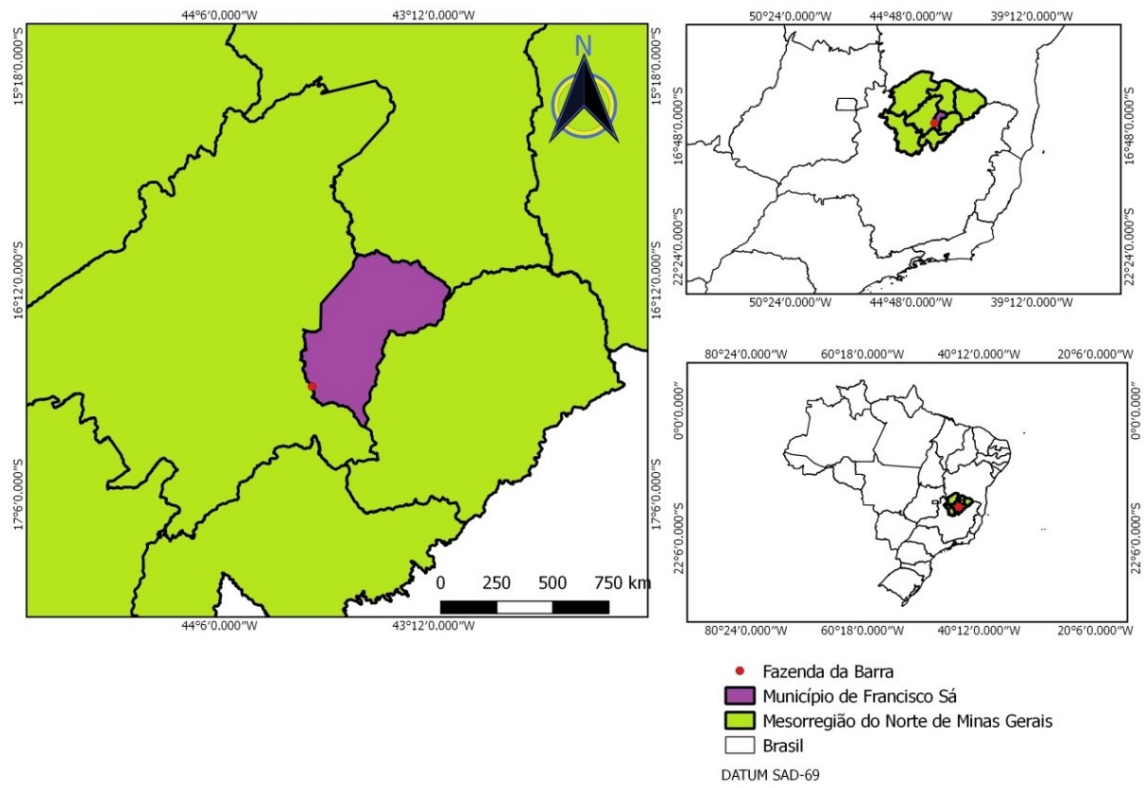 44°6′0.000″W 43°12′0.000″W
15°18′0.000″S 15°18′0.000″S
N
16°12′0.000″S 16°12′0.000″S
17°6′0.000″S 17°6′0.000″S
0 250 500 750 km
44°6′0.000″W 43°12′0.000″W
50°24′0.000″W 44°48′0.000″W 39°12′0.000″W
16°48′0.000″S 16°48′0.000″S
22°24′0.000″S 22°24′0.000″S
50°24′0.000″W 44°48′0.000″W 39°12′0.000″W
80°24′0.000″W 60°18′0.000″W 40°12′0.000″W 20°6′0.000″W
0°0′0.000″ 0°0′0.000″
22°6′0.000″S 22°6′0.000″S
80°24′0.000″W 60°18′0.000″W 40°12′0.000″W 20°6′0.000″W
Fazenda da Barra
Município de Francisco Sá
Mesorregião do Norte de Minas Gerais
Brasil
DATUM SAD-69